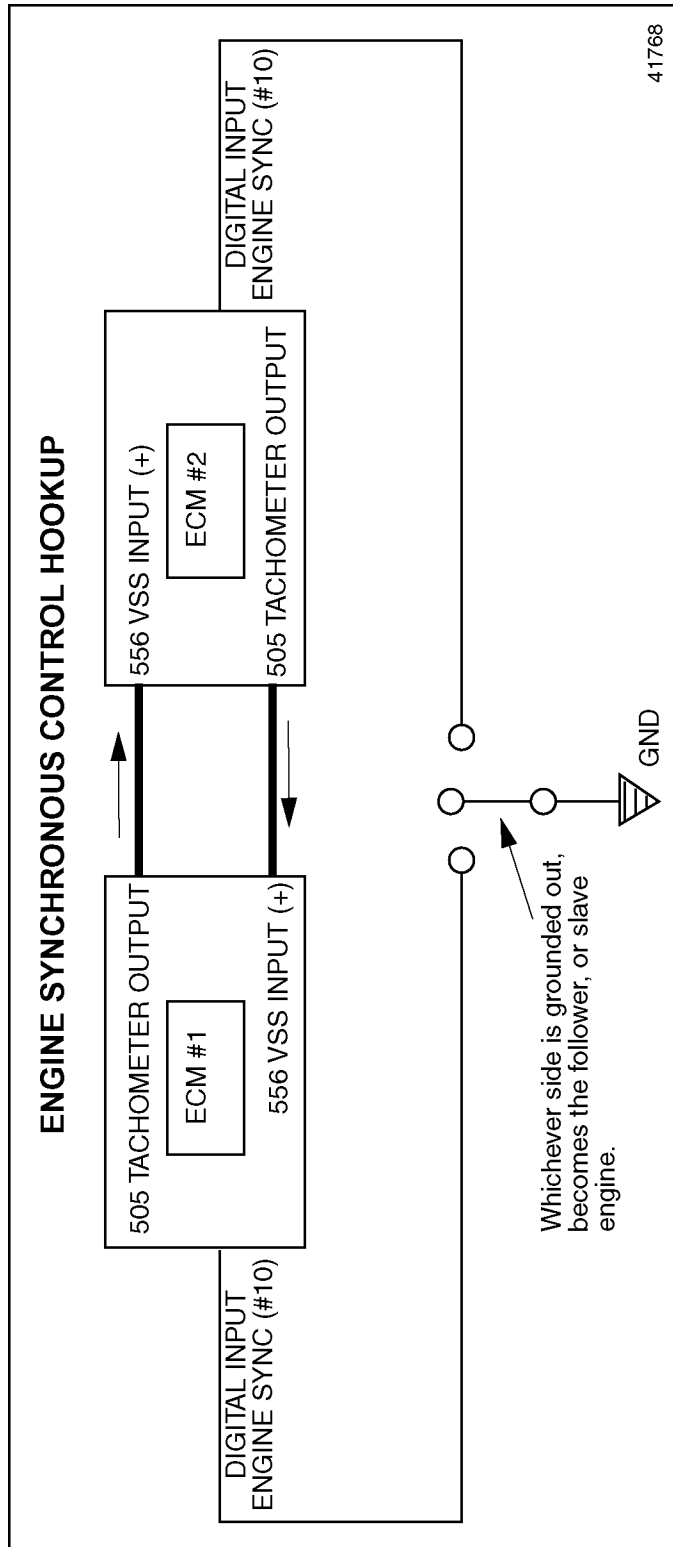 ENGINE SYNCHRONOUS CONTROL HOOKUP
DIGITAL INPUT
ENGINE SYNC (#10)
505 TACHOMETER OUTPUT
ECM #1
556 VSS INPUT (+)
556 VSS INPUT (+)
ECM #2
505 TACHOMETER OUTPUT
DIGITAL INPUT
ENGINE SYNC (#10)
Whichever side is grounded out,
becomes the follower, or slave
engine.
GND
41768